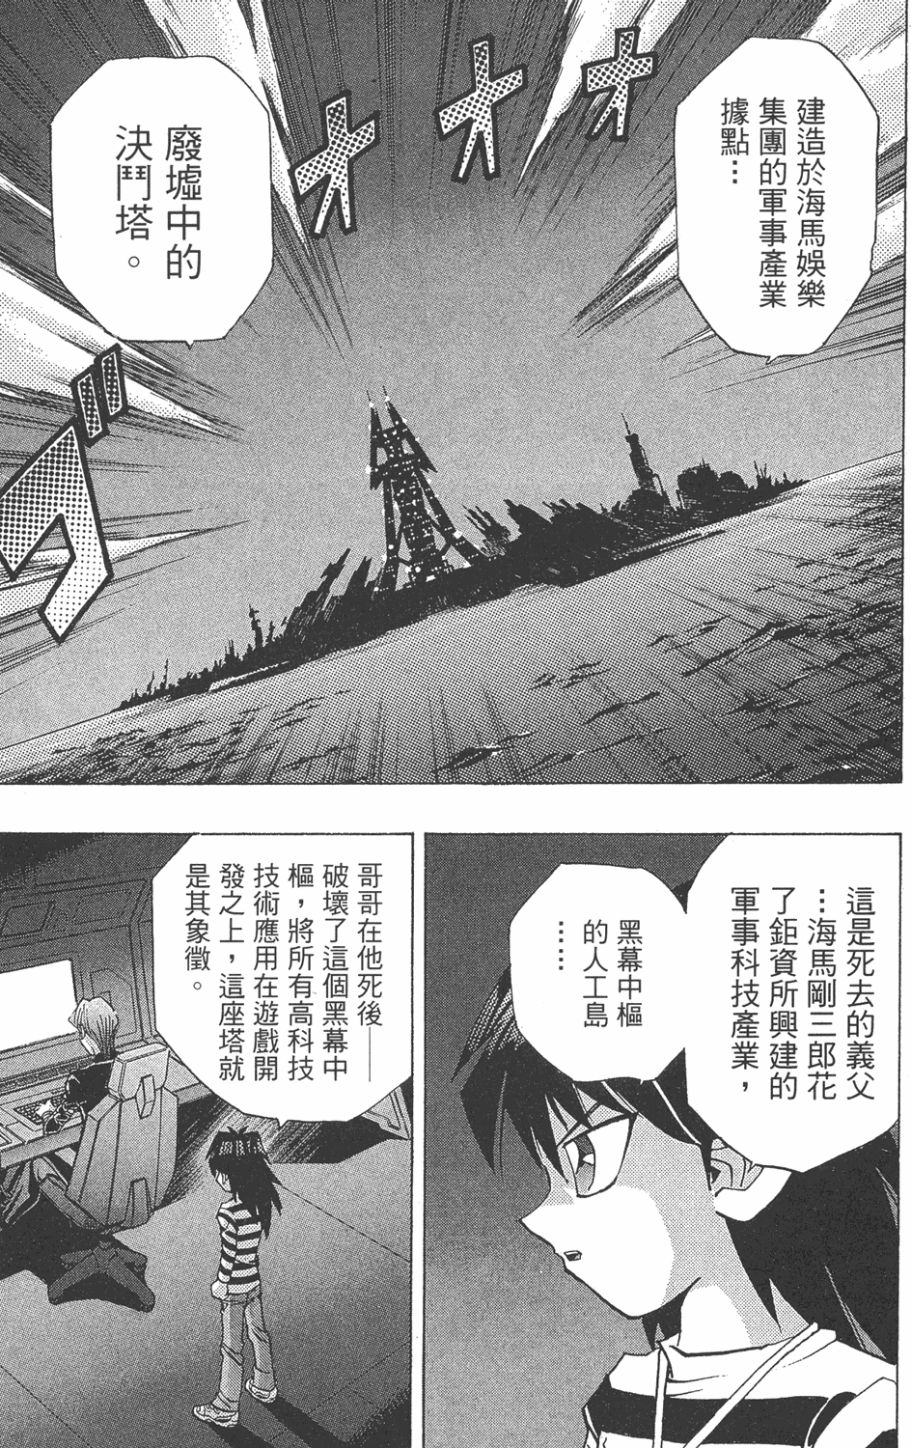 建造於海馬娛樂
集團的軍事產業
據點⋯
廢墟中的
決鬥塔。
オオオ
ゴ
這是死去的義父
⋯海馬剛三郎花
了鉅資所興建的
軍事科技產業，
黑幕中樞
的人工島
⋯⋯
哥哥在他死後——
破壞了這個黑幕中
樞，將所有高科技
技術應用在遊戲開
發之上，這座塔就
是其象徵。